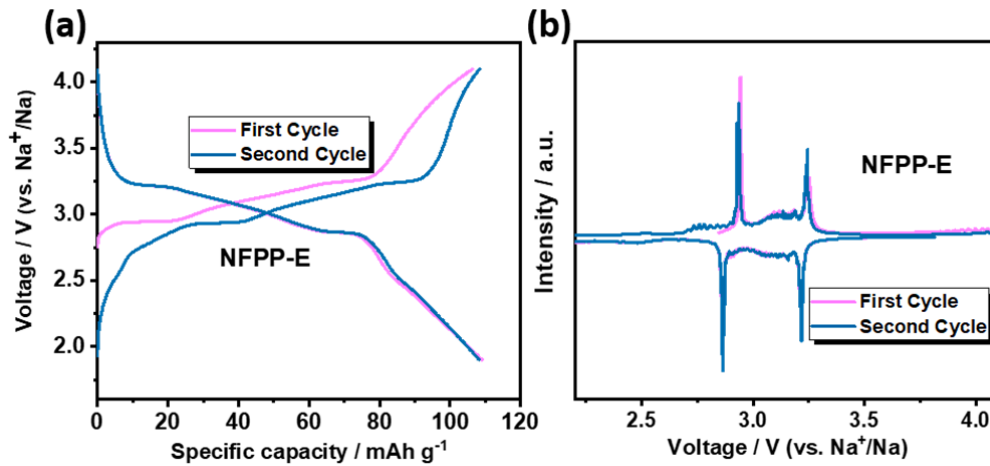 (a)
Voltage / V (vs. Na⁺/Na)
4.0
3.5
3.0
2.5
2.0
First Cycle
Second Cycle
NFPP-E
0 20 40 60 80 100 120
Specific capacity / mAh g⁻¹
(b)
Intensity / a.u.
NFPP-E
First Cycle
Second Cycle
2.5 3.0 3.5 4.0
Voltage / V (vs. Na⁺/Na)